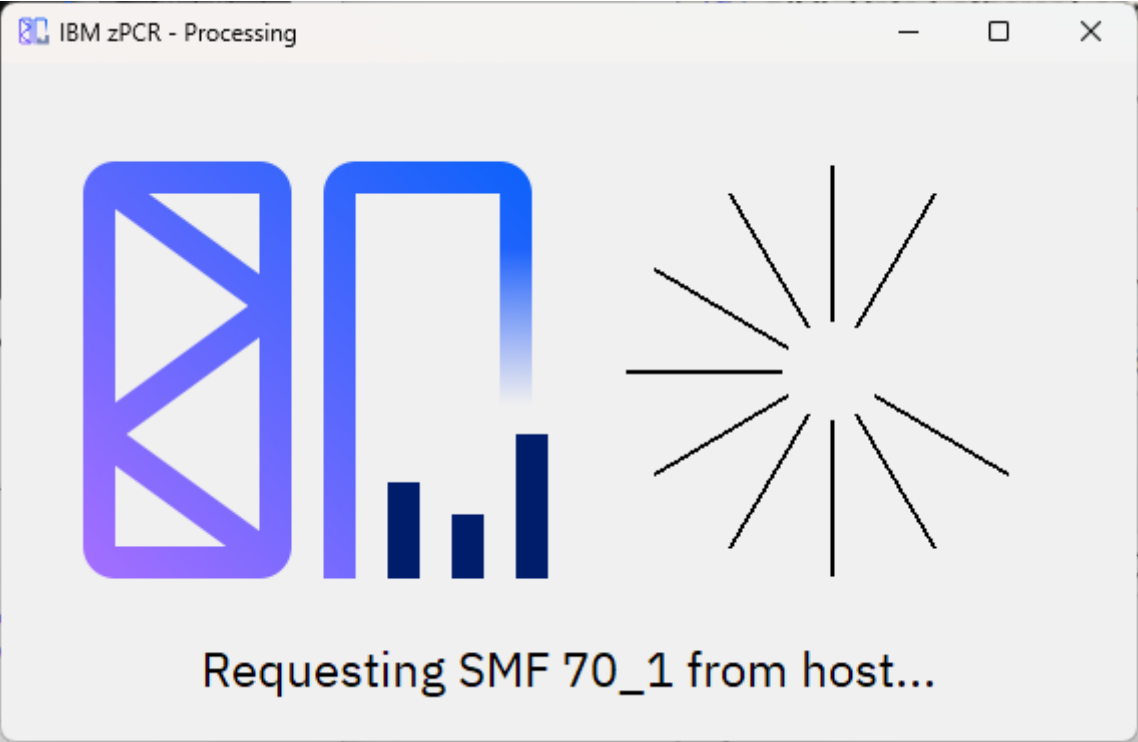 IBM zPCR - Processing
Requesting SMF 70_1 from host...